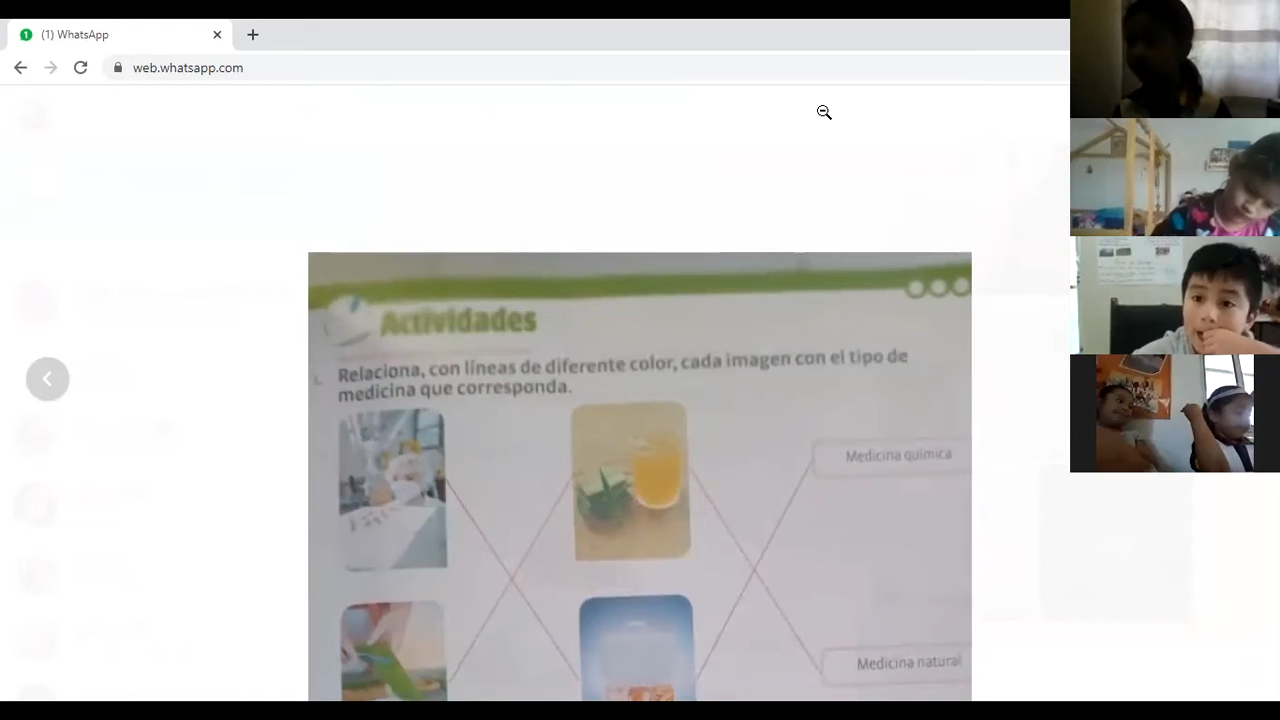 (1) WhatsApp
web.whatsapp.com
Actividades
1. Relaciona, con líneas de diferente color, cada imagen con el tipo de
medicina que corresponda.
Medicina química
Medicina natural